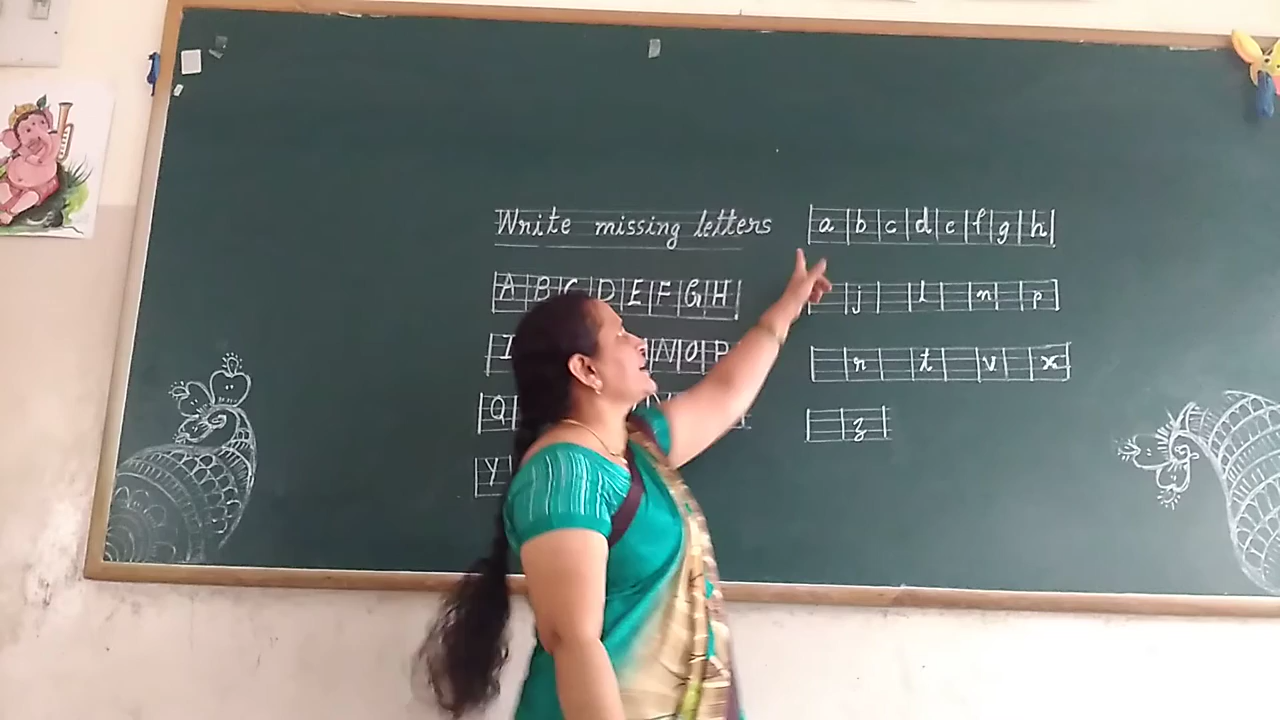 Write missing letters
A B C D E F G H
I N O P
Q
Y
a b c d e f g h
j l n p
r t v x
z